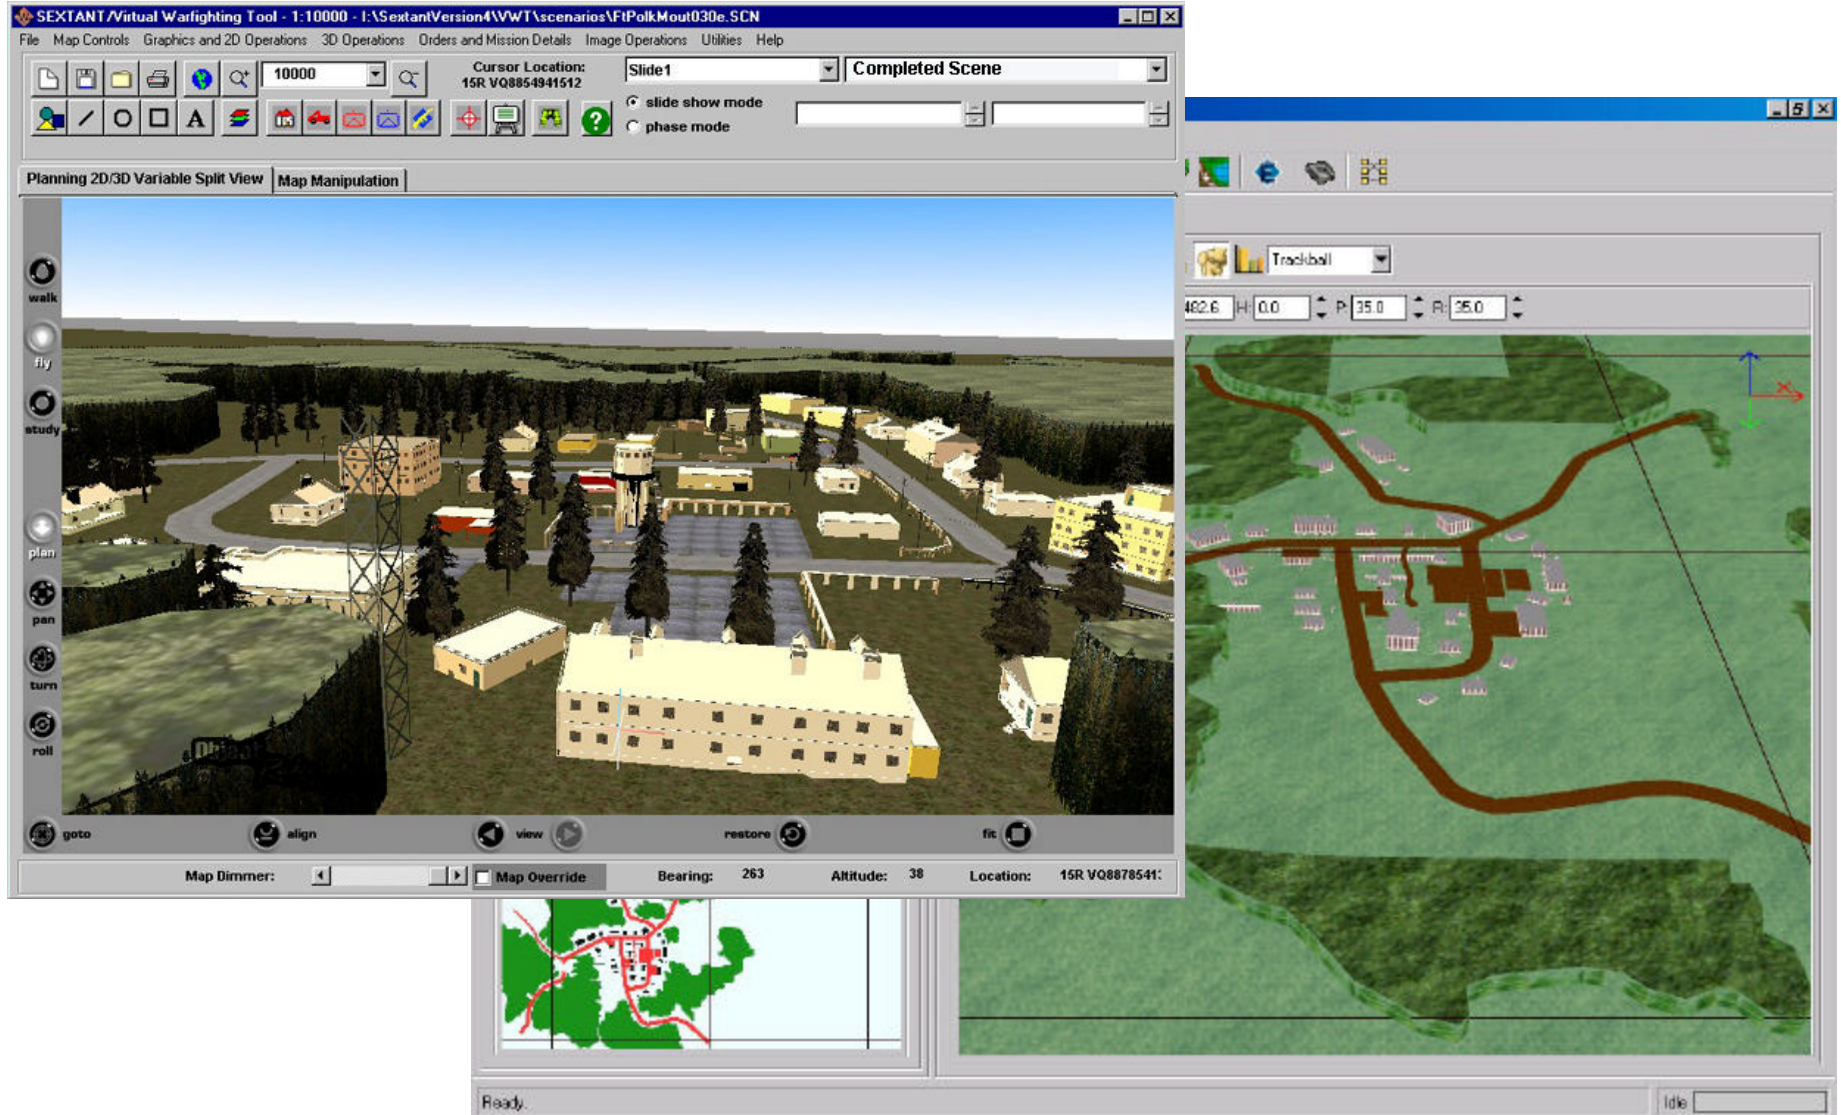 SEXTANT/Virtual Warfighting Tool - 1:10000 - I:\SextantVersion4\VWT\scenarios\FtPolkMout030e.SCN
File Map Controls Graphics and 2D Operations 3D Operations Orders and Mission Details Image Operations Utilities Help
10000
Cursor Location:
15R VQ8854941512
Slide1
Completed Scene
slide show mode
phase mode
A
?
Planning 2D/3D Variable Split View
Map Manipulation
walk
fly
study
plan
pan
turn
roll
goto
align
view
restore
fit
Map Dimmer:
Map Override
Bearing: 263
Altitude: 38
Location: 15R VQ8878541
Trackball
482.6 H: 0.0 P: 35.0 R: 35.0
X
Ready.
Idle